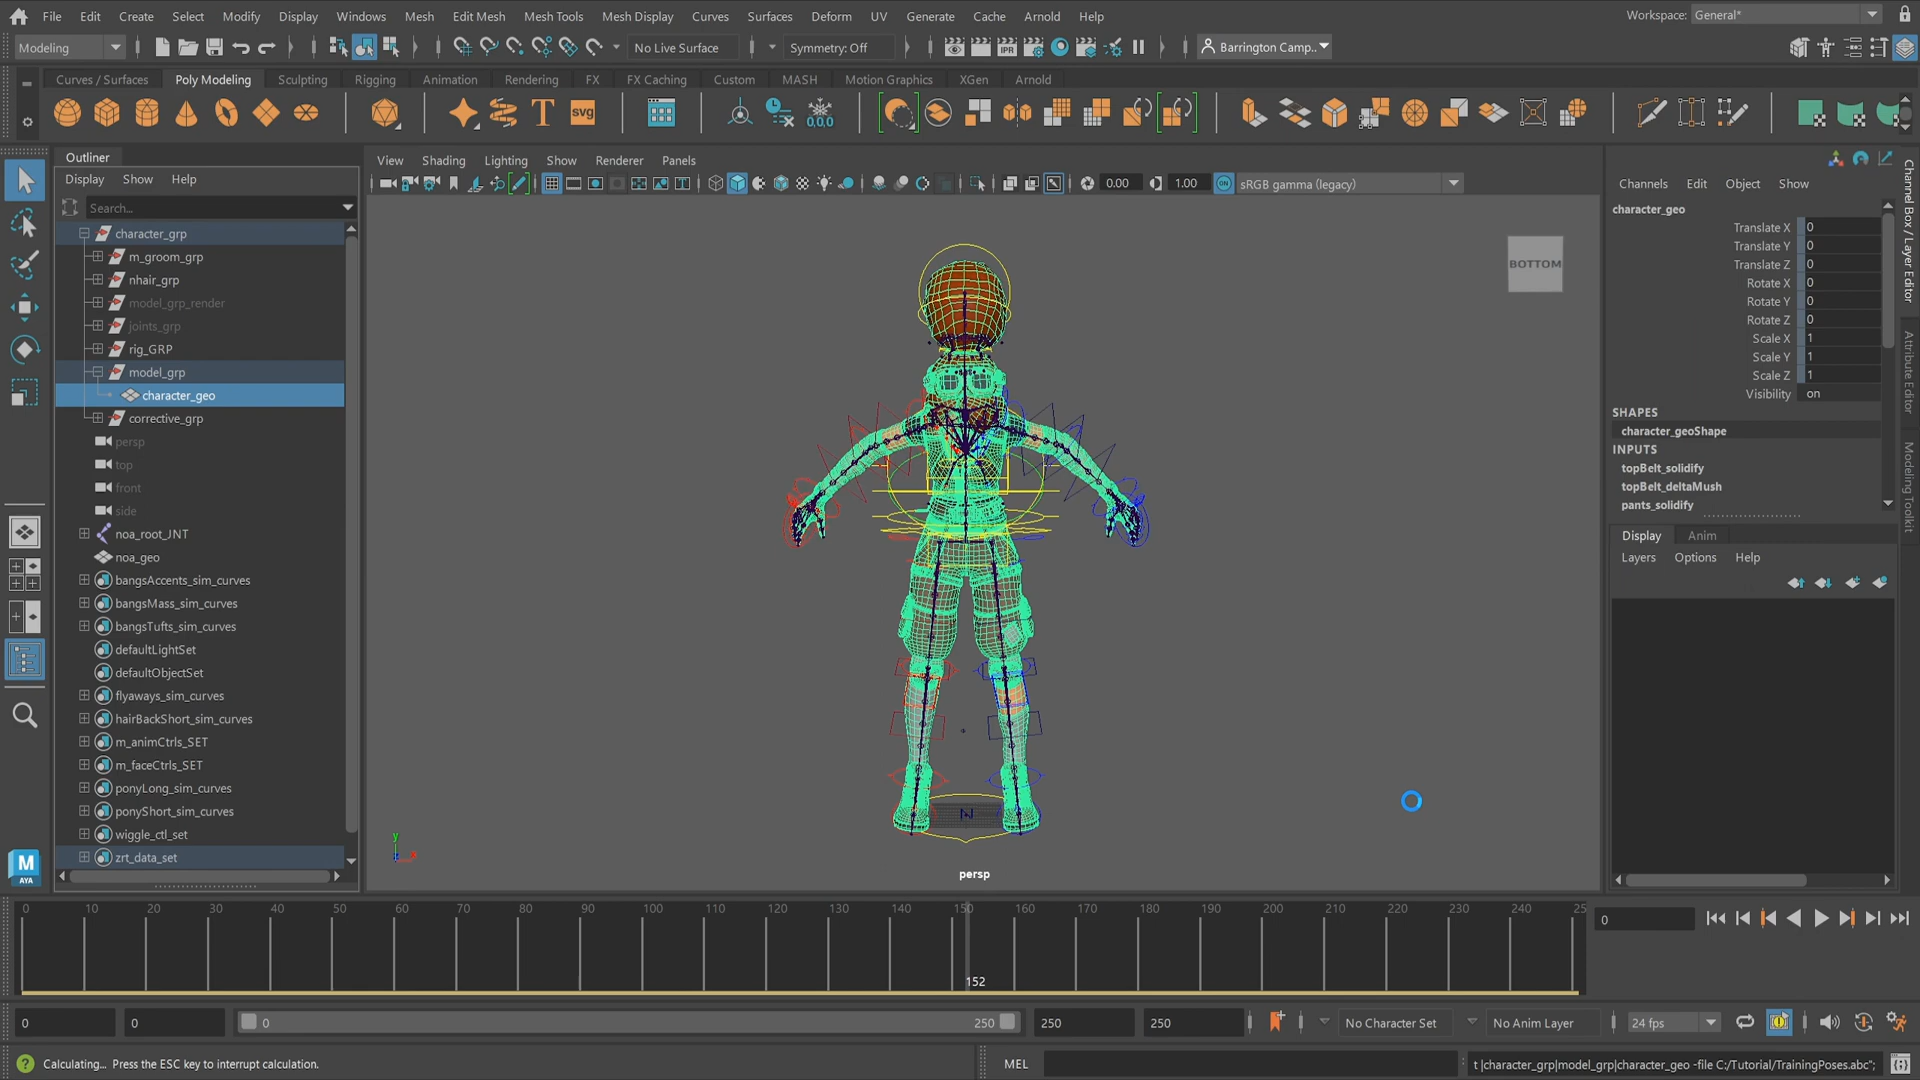 File Edit Create Select Modify Display Windows Mesh Edit Mesh Mesh Tools Mesh Display Curves Surfaces Deform UV Generate Cache Arnold Help Workspace: General*
Modeling No Live Surface Symmetry: Off IPR Barrington Camp..
Curves / Surfaces Poly Modeling Sculpting Rigging Animation Rendering FX FX Caching Custom MASH Motion Graphics XGen Arnold
T svg 0,0,0
Outliner
Display Show Help
Search...
character_grp
m_groom_grp
nhair_grp
model_grp_render
joints_grp
rig_GRP
model_grp
character_geo
corrective_grp
persp
top
front
side
noa_root_JNT
noa_geo
bangsAccents_sim_curves
bangsMass_sim_curves
bangsTufts_sim_curves
defaultLightSet
defaultObjectSet
flyaways_sim_curves
hairBackShort_sim_curves
m_animCtrls_SET
m_faceCtrls_SET
ponyLong_sim_curves
ponyShort_sim_curves
wiggle_ctl_set
zrt_data_set
M
AYA
View Shading Lighting Show Renderer Panels
0.00 1.00 ON sRGB gamma (legacy)
BOTTOM
y
persp
Channels Edit Object Show
character_geo
Translate X 0
Translate Y 0
Translate Z 0
Rotate X 0
Rotate Y 0
Rotate Z 0
Scale X 1
Scale Y 1
Scale Z 1
Visibility on
SHAPES
character_geoShape
INPUTS
topBelt_solidify
topBelt_deltaMush
pants_solidify
Display Anim
Layers Options Help
Channel Box / Layer Editor
Attribute Editor
Modeling Toolkit
0 10 20 30 40 50 60 70 80 90 100 110 120 130 140 150 160 170 180 190 200 210 220 230 240 25
152
0
0 0 0 250 250 250 No Character Set No Anim Layer 24 fps
Calculating... Press the ESC key to interrupt calculation. MEL t |character_grp|model_grp|character_geo -file C:/Tutorial/TrainingPoses.abc";